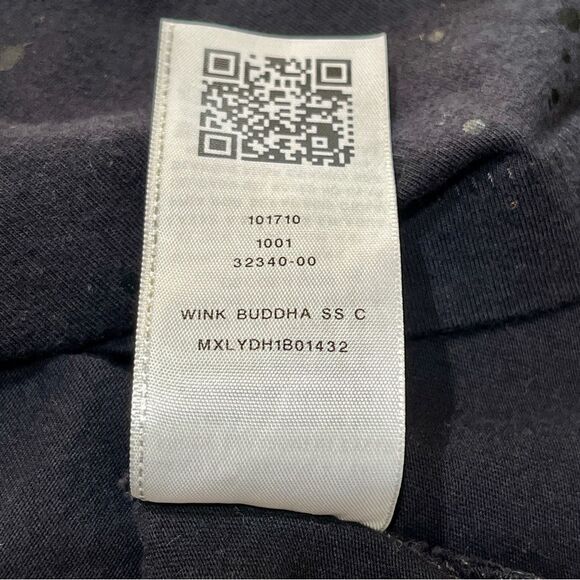 101710
1001
32340-00
WINK BUDDHA SS C
MXLYDH1B01432